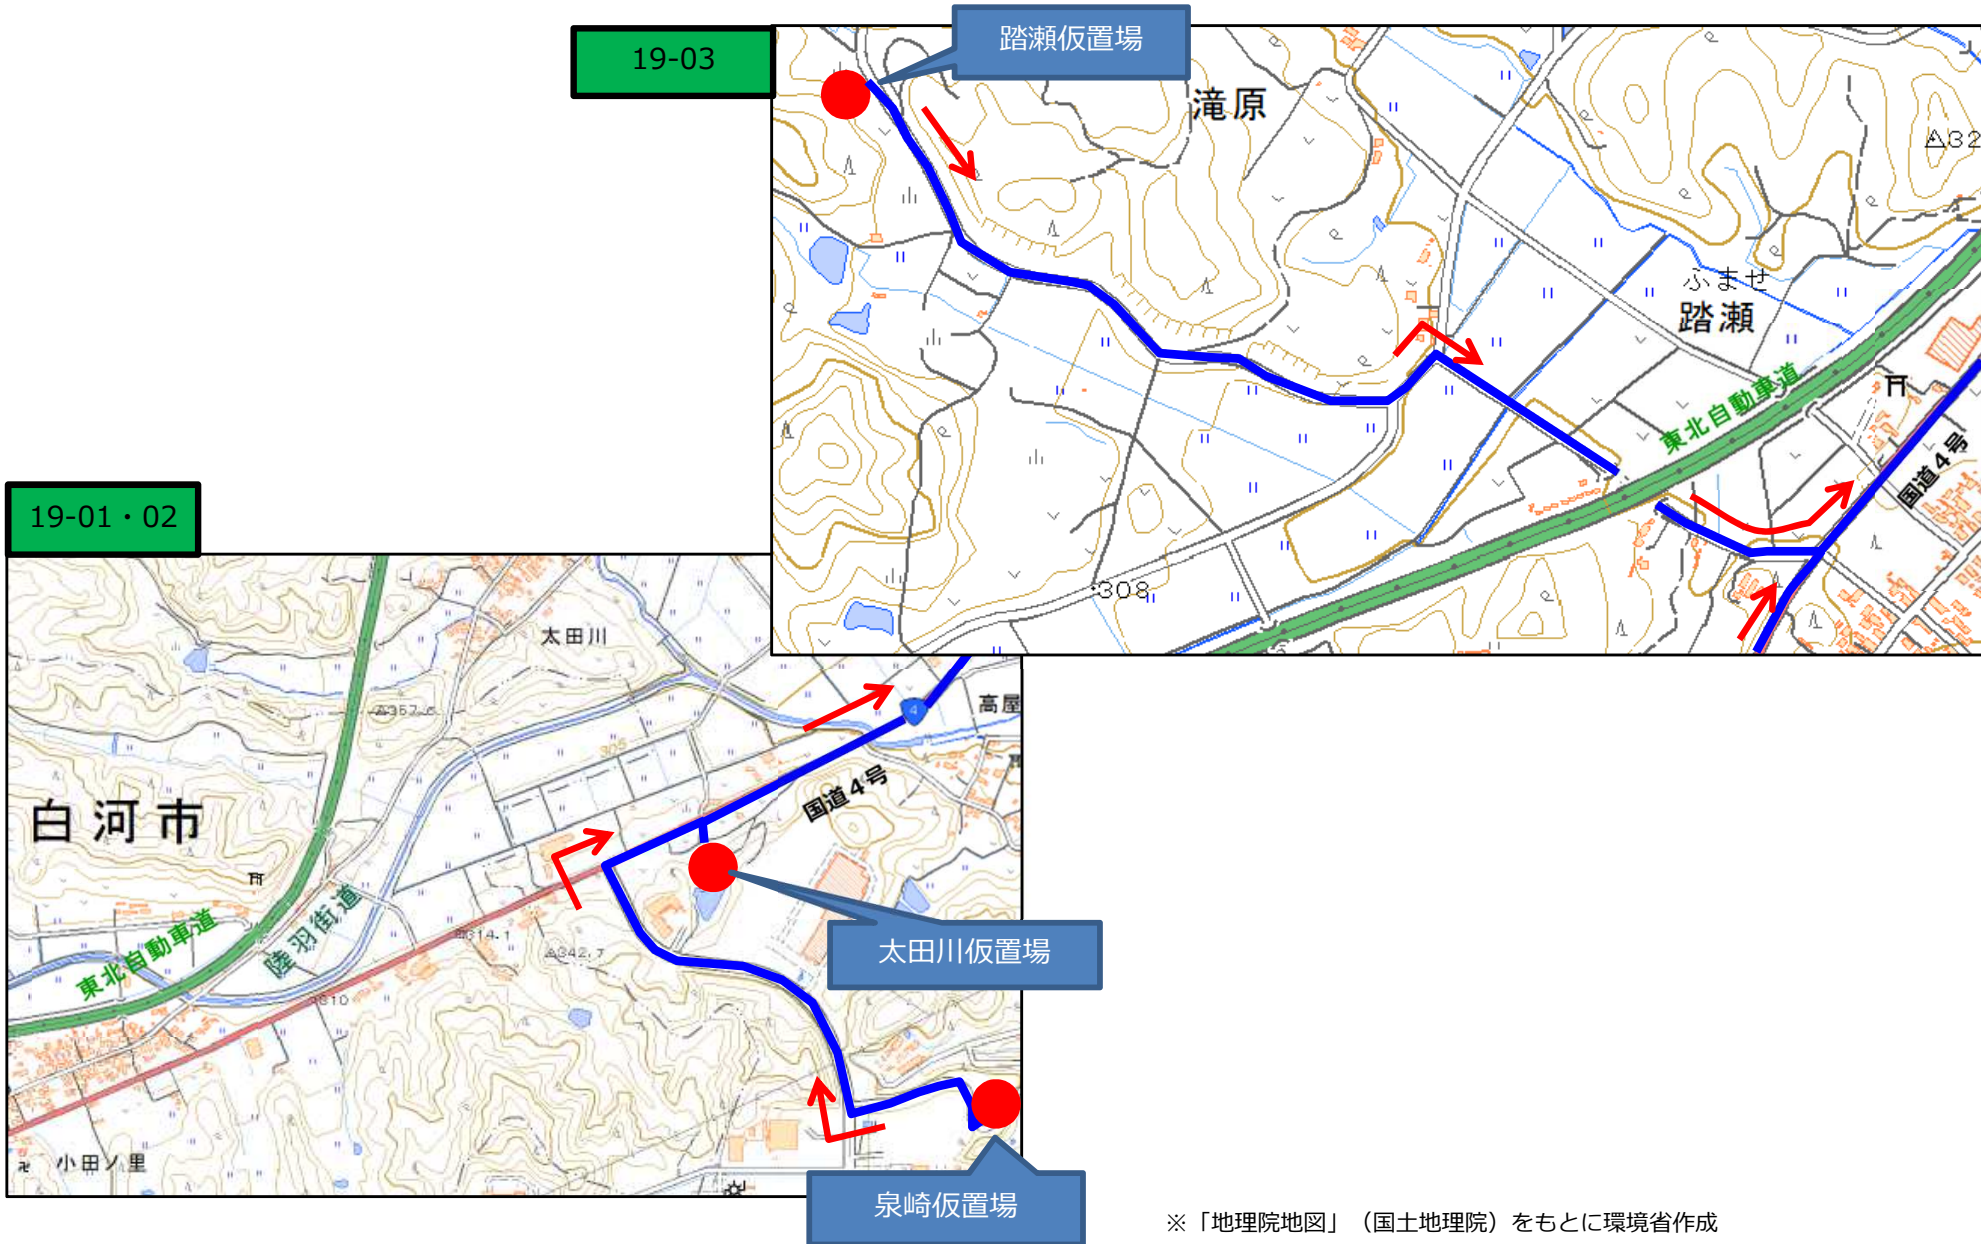 19-03
踏瀬仮置場
滝原
△32
ふませ
踏瀬
東北自動車道
国道4号
308
19-01・02
太田川
4
高屋
305
国道4号
白河市
東北自動車道
陸羽街道
314.1
△342.7
310
太田川仮置場
小田ノ里
泉崎仮置場
※「地理院地図」（国土地理院）をもとに環境省作成